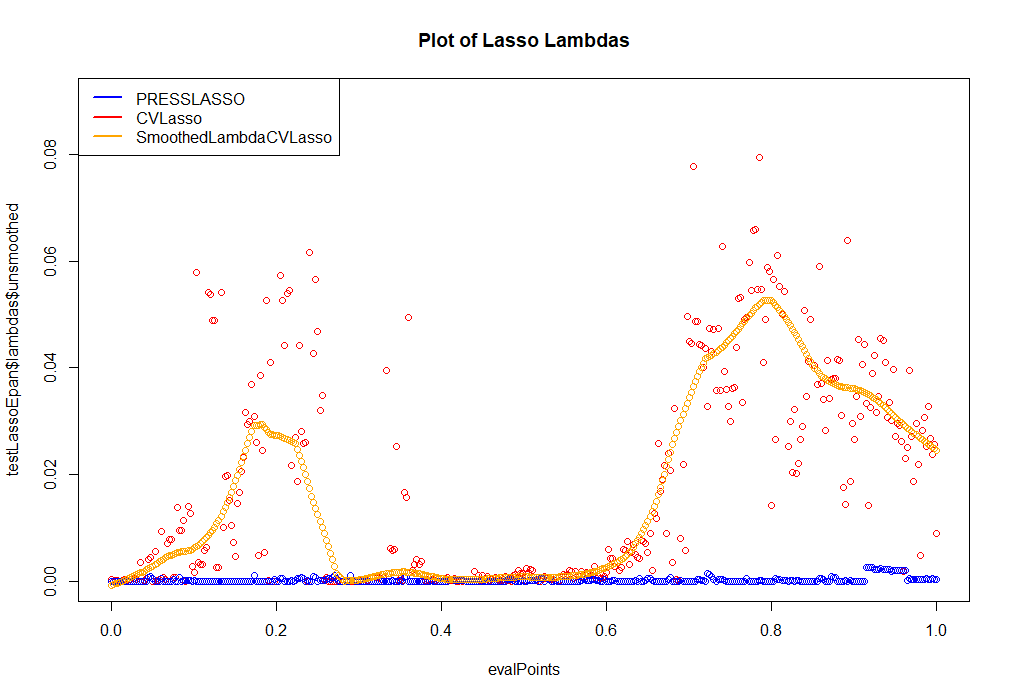 Plot of Lasso Lambdas
PRESSLASSO
CVLasso
SmoothedLambdaCVLasso
testLassoEpan$lambdas$unsmoothed
0.00
0.02
0.04
0.06
0.08
0.0
0.2
0.4
0.6
0.8
1.0
evalPoints